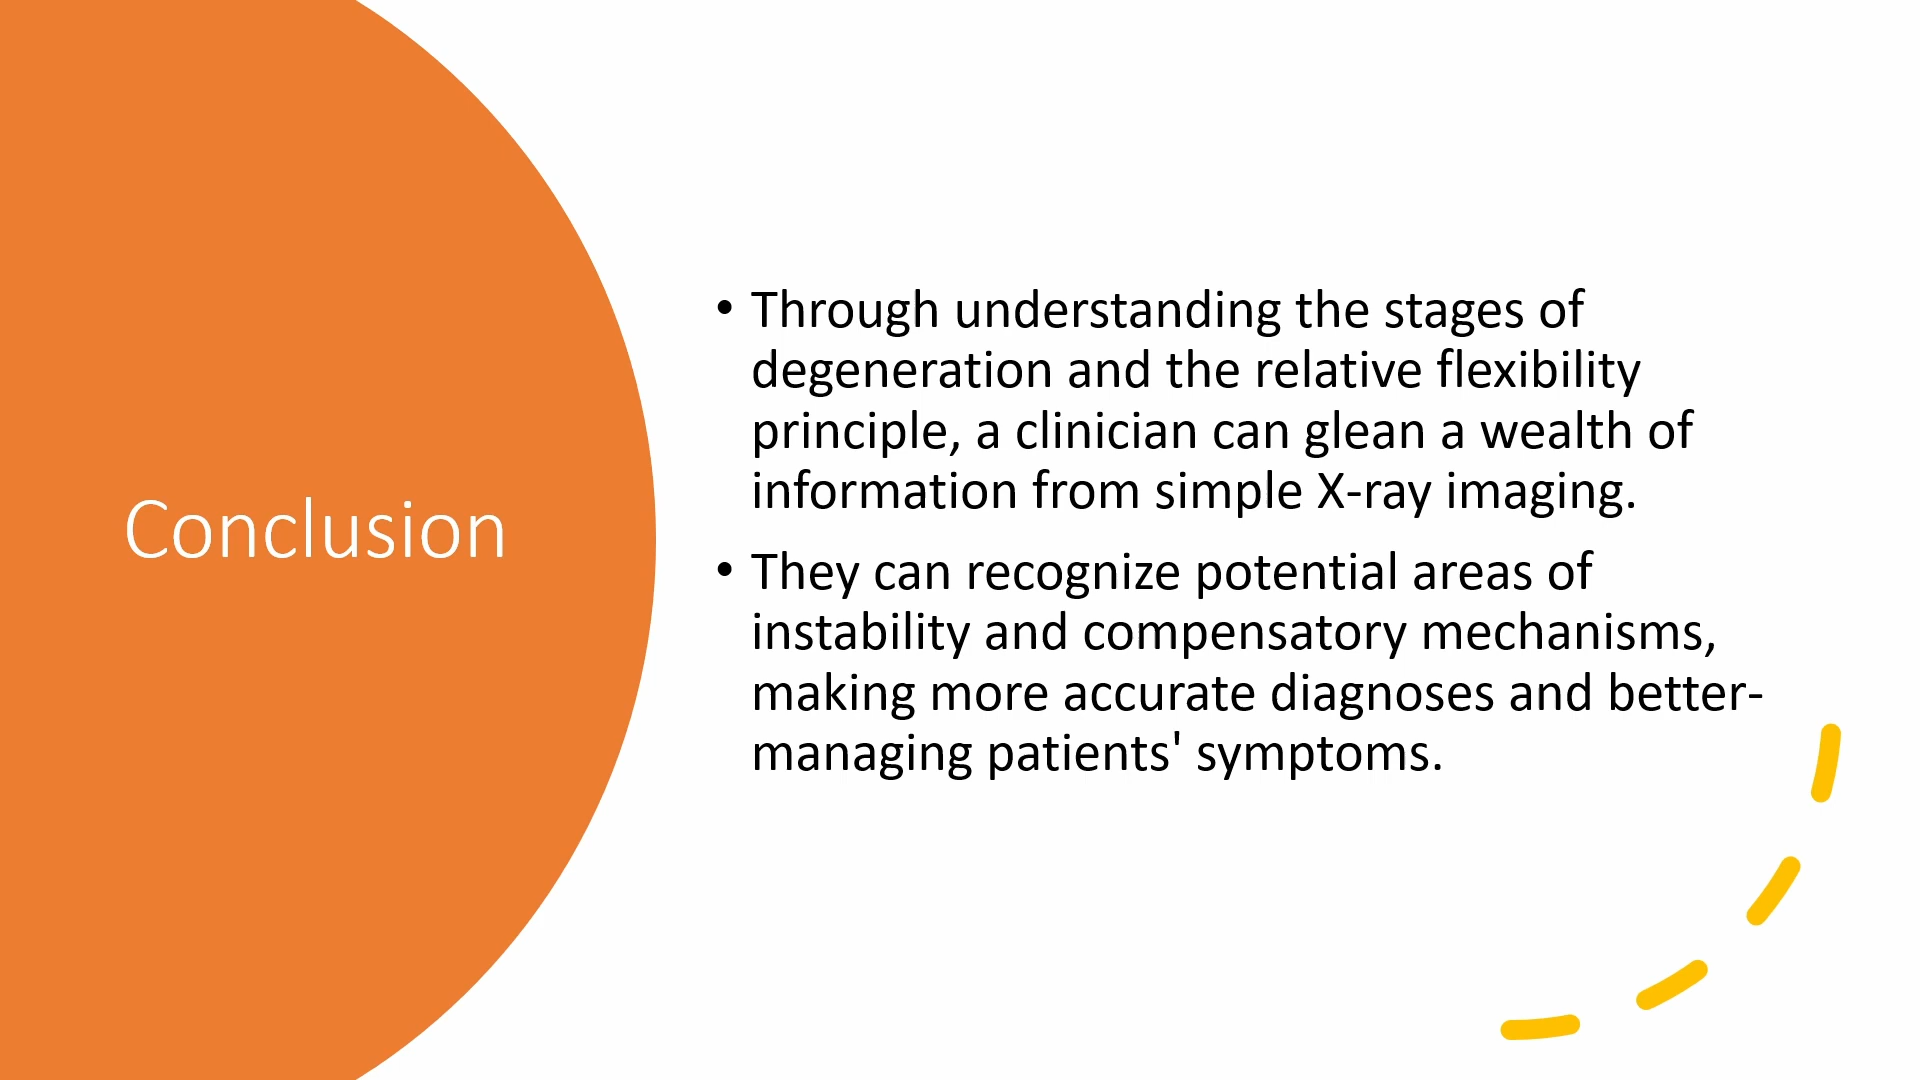 Conclusion
• Through understanding the stages of
degeneration and the relative flexibility
principle, a clinician can glean a wealth of
information from simple X-ray imaging.
• They can recognize potential areas of
instability and compensatory mechanisms,
making more accurate diagnoses and better-
managing patients' symptoms.